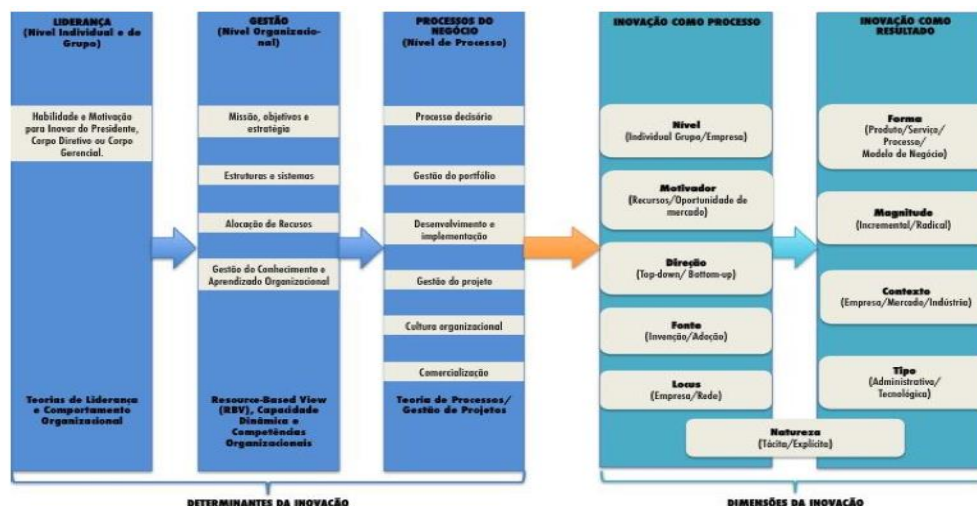 LIDERANÇA
(Nível Individual e de
Grupo)
Habilidade e Motivação
para Inovar do Presidente,
Corpo Diretivo ou Corpo
Gerencial.
Teorias de Liderança
e Comportamento
Organizacional
GESTÃO
(Nível Organizacio-
nal)
Missão, objetivos e
estratégia
Estruturas e sistemas
Alocação de Recusos
Gestão do Conhecimento e
Aprendizado Organizacional
Resource-Based View
(RBV), Capacidade
Dinâmica e
Competências
Organizacionais
PROCESSOS DO
NEGÓCIO
(Nível de Processo)
Processo decisório
Gestão do portfólio
Desenvolvimento e
implementação
Gestão do projeto
Cultura organizacional
Comercialização
Teoria de Processos/
Gestão de Projetos
DETERMINANTES DA INOVAÇÃO
INOVAÇÃO COMO PROCESSO
Nível
(Individual Grupo/Empresa)
Motivador
(Recursos/Oportunidade de
mercado)
Direção
(Top-down/ Bottom-up)
Fonte
(Invenção/Adoção)
Locus
(Empresa/Rede)
INOVAÇÃO COMO
RESULTADO
Forma
(Produto/Serviço/
Processo/
Modelo de Negócio)
Magnitude
(Incremental/Radical)
Contexto
(Empresa/Mercado/Indústria)
Tipo
(Administrativa/
Tecnológica)
Natureza
(Tácita/Explícita)
DIMENSÕES DA INOVAÇÃO